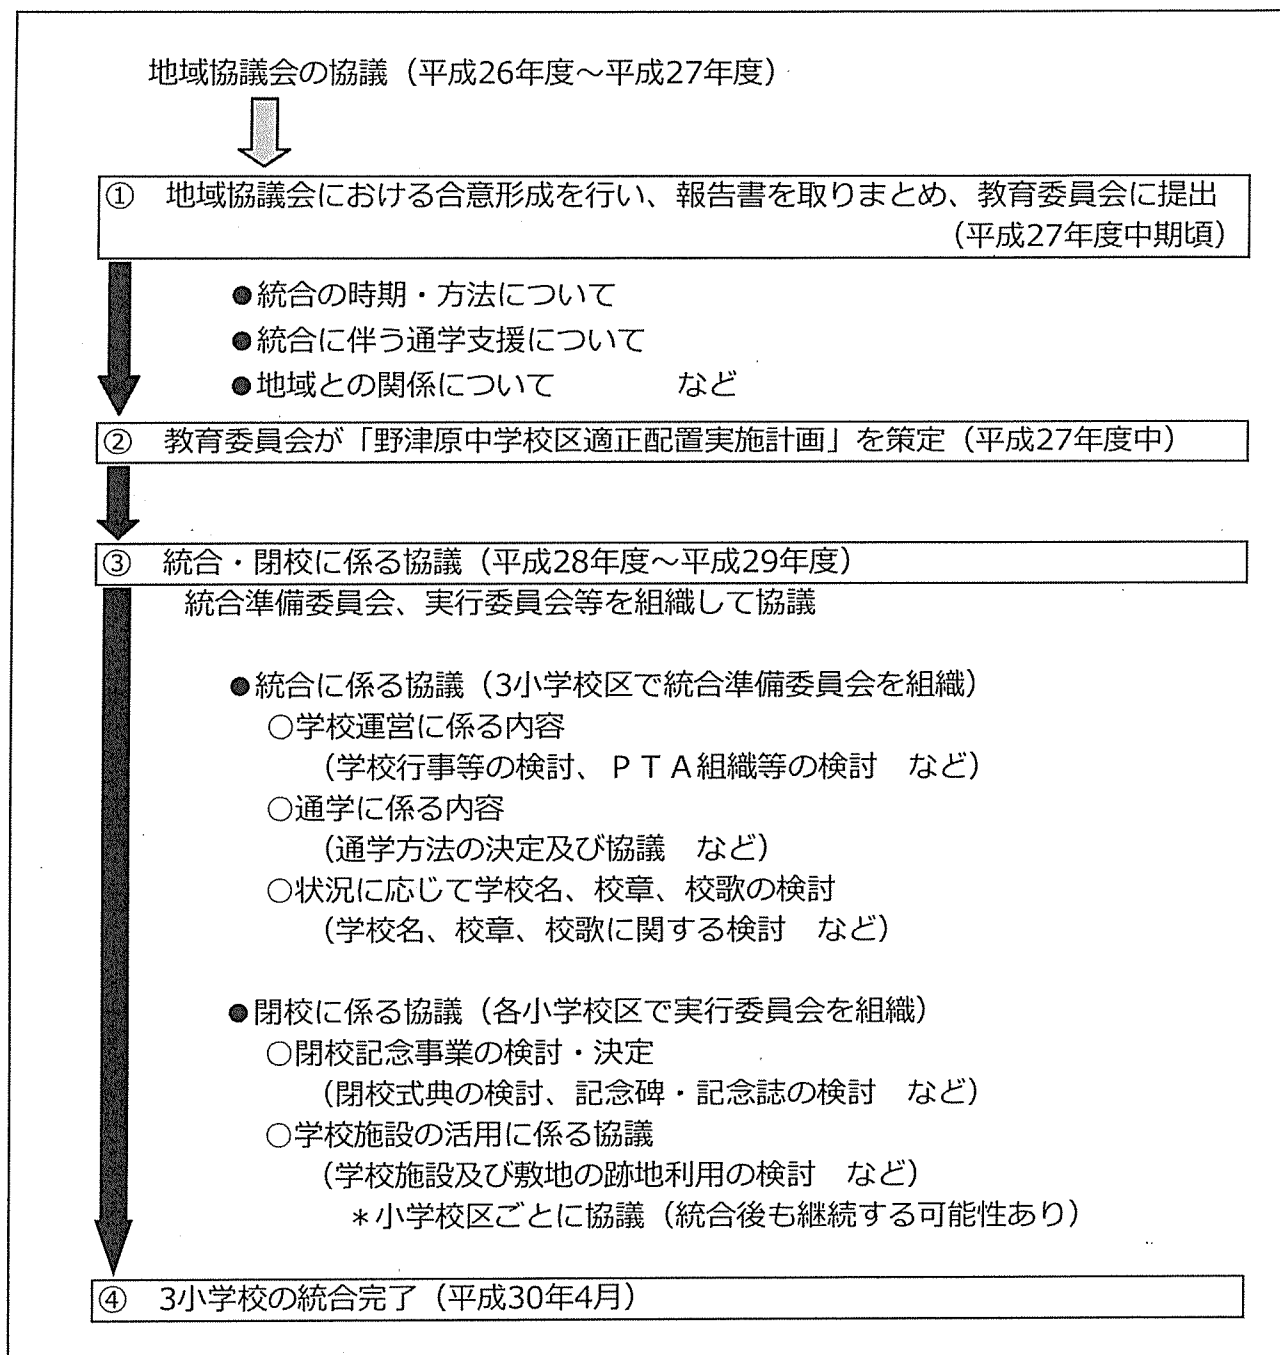 地域協議会の協議（平成26年度～平成27年度）
①　地域協議会における合意形成を行い、報告書を取りまとめ、教育委員会に提出
（平成27年度中期頃）
●統合の時期・方法について
●統合に伴う通学支援について
●地域との関係について　　　など
②　教育委員会が「野津原中学校区適正配置実施計画」を策定（平成27年度中）
③　統合・閉校に係る協議（平成28年度～平成29年度）
統合準備委員会、実行委員会等を組織して協議
●統合に係る協議（3小学校区で統合準備委員会を組織）
○学校運営に係る内容
（学校行事等の検討、ＰＴＡ組織等の検討　など）
○通学に係る内容
（通学方法の決定及び協議　など）
○状況に応じて学校名、校章、校歌の検討
（学校名、校章、校歌に関する検討　など）
●閉校に係る協議（各小学校区で実行委員会を組織）
○閉校記念事業の検討・決定
（閉校式典の検討、記念碑・記念誌の検討　など）
○学校施設の活用に係る協議
（学校施設及び敷地の跡地利用の検討　など）
＊小学校区ごとに協議（統合後も継続する可能性あり）
④　3小学校の統合完了（平成30年4月）